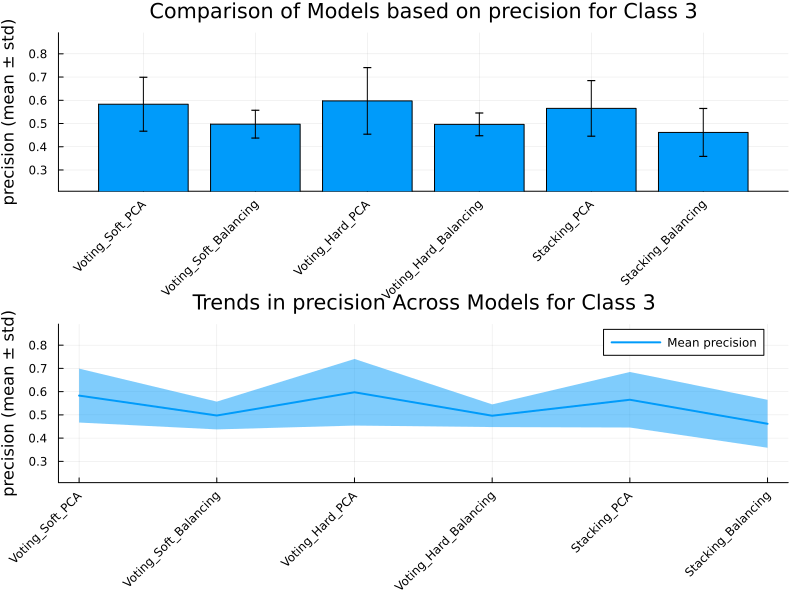 Comparison of Models based on precision for Class 3
precision (mean ± std)
0.8
0.7
0.6
0.5
0.4
0.3
Voting_Soft_PCA
Voting_Soft_Balancing
Voting_Hard_PCA
Voting_Hard_Balancing
Stacking_PCA
Stacking_Balancing
Trends in precision Across Models for Class 3
precision (mean ± std)
0.8
0.7
0.6
0.5
0.4
0.3
Mean precision
Voting_Soft_PCA
Voting_Soft_Balancing
Voting_Hard_PCA
Voting_Hard_Balancing
Stacking_PCA
Stacking_Balancing